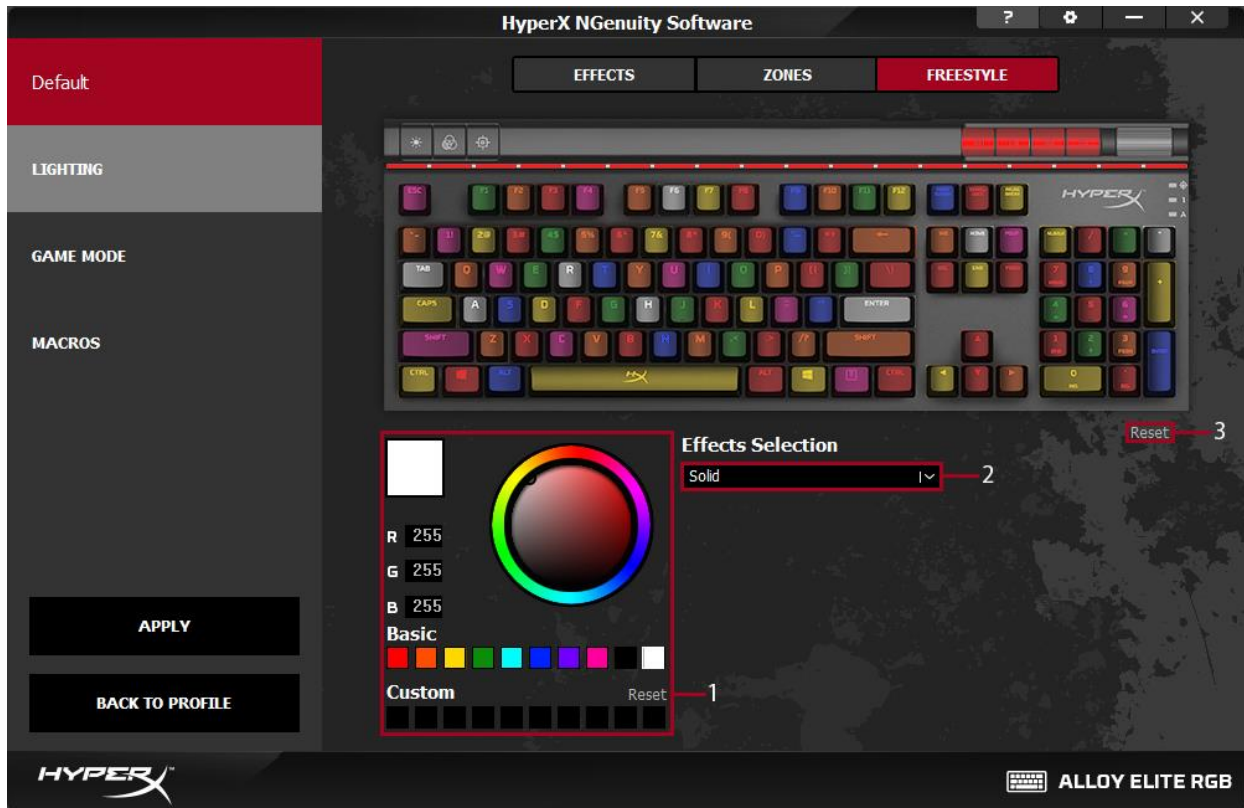 HyperX NGenuity Software
?
Default
EFFECTS ZONES FREESTYLE
LIGHTING
GAME MODE
MACROS
ESC F1 F2 F3 F4 F5 F6 F7 F8 F9 F10 F11 F12
HYPERX
TAB Q W E R T Y U I O P
CAPS A S D F G H J K L ENTER
SHIFT Z X C V B N M SHIFT
CTRL ALT HX ALT CTRL
Reset 3
Effects Selection
Solid 2
R 255
G 255
B 255
Basic
Custom Reset 1
APPLY
BACK TO PROFILE
HYPERX
ALLOY ELITE RGB